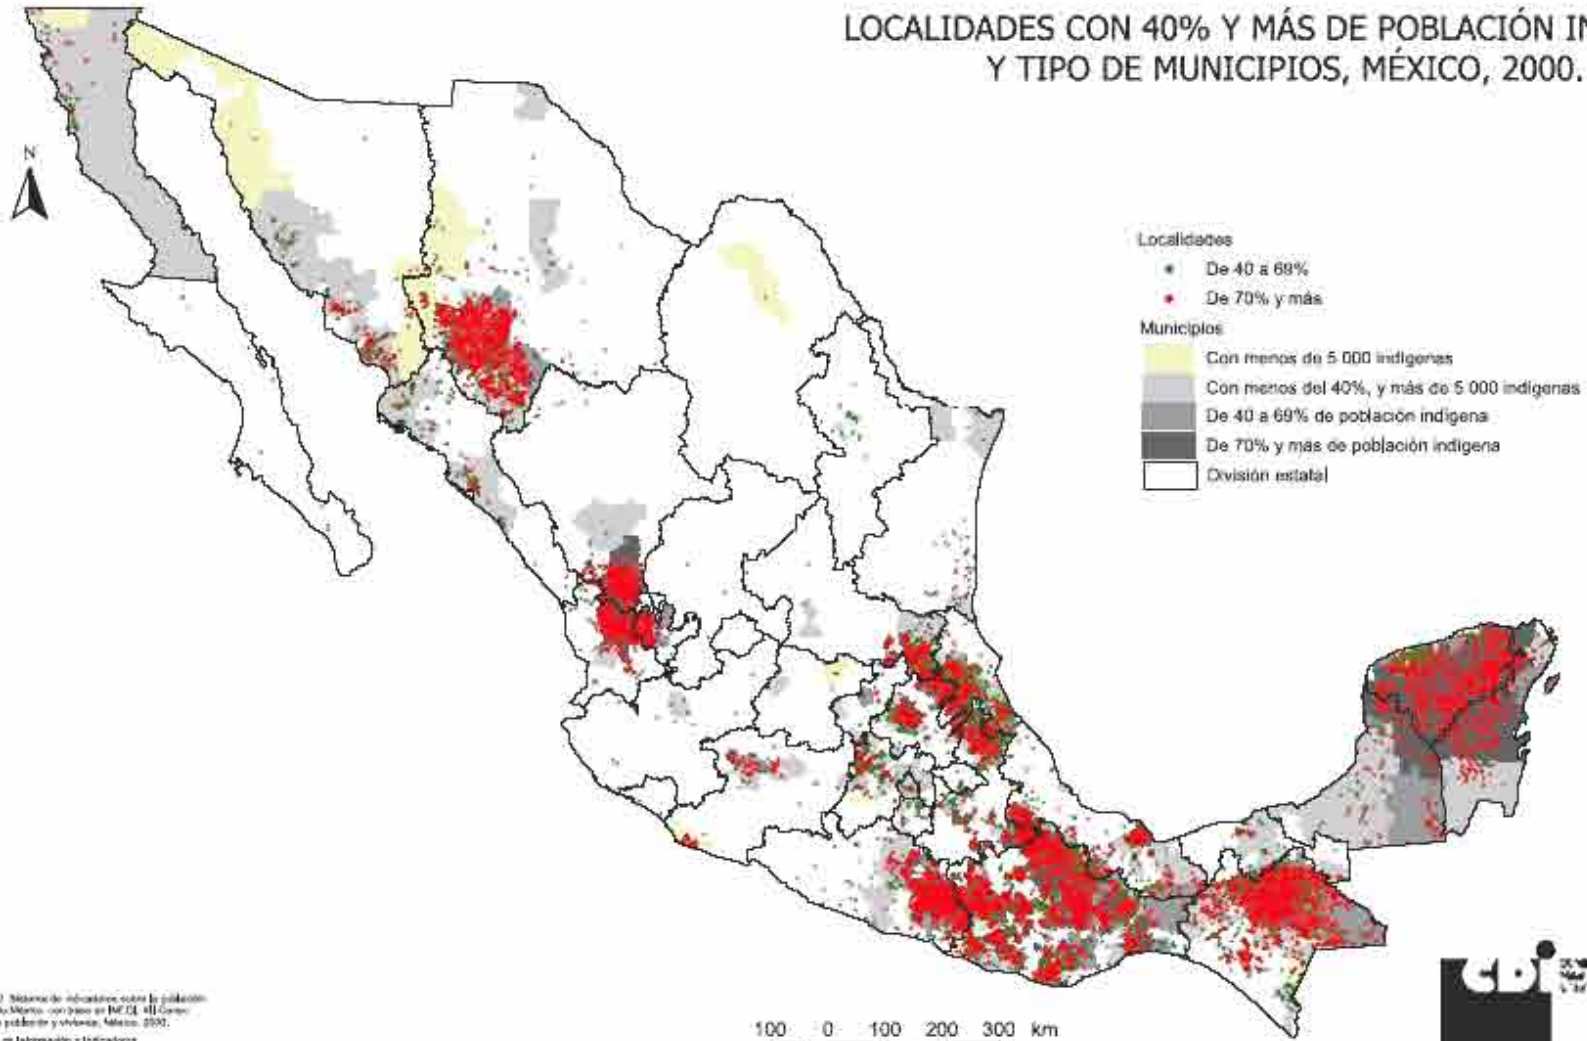 LOCALIDADES CON 40% Y MÁS DE POBLACIÓN IN
Y TIPO DE MUNICIPIOS, MÉXICO, 2000.
N
Localidades
De 40 a 69%
De 70% y más
Municipios
Con menos de 5 000 indígenas
Con menos del 40%, y más de 5 000 indígenas
De 40 a 69% de población indígena
De 70% y más de población indígena
División estatal
CDI
100 0 100 200 300 km